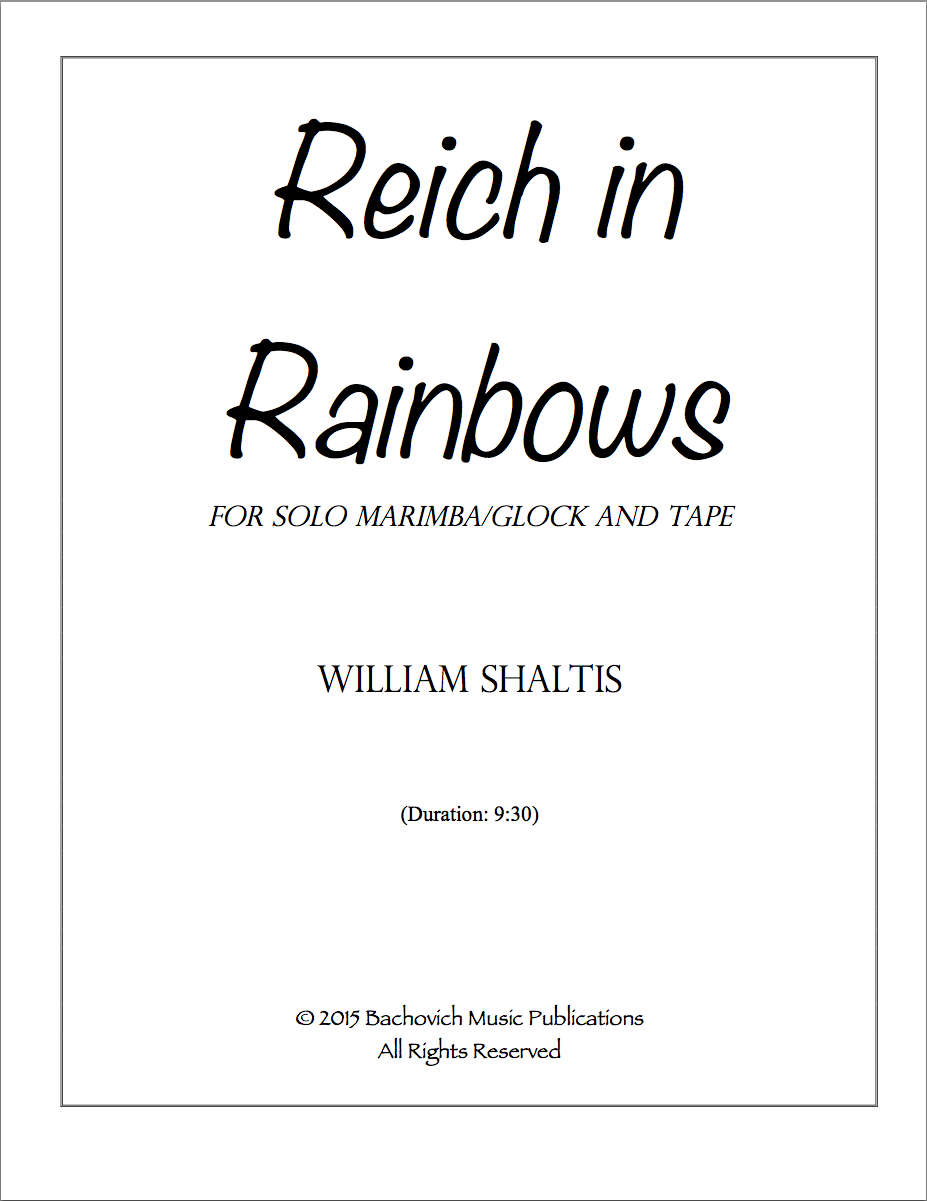 Reich in
Rainbows
FOR SOLO MARIMBA/GLOCK AND TAPE
WILLIAM SHALTIS
(Duration: 9:30)
© 2015 Bachovich Music Publications
All Rights Reserved